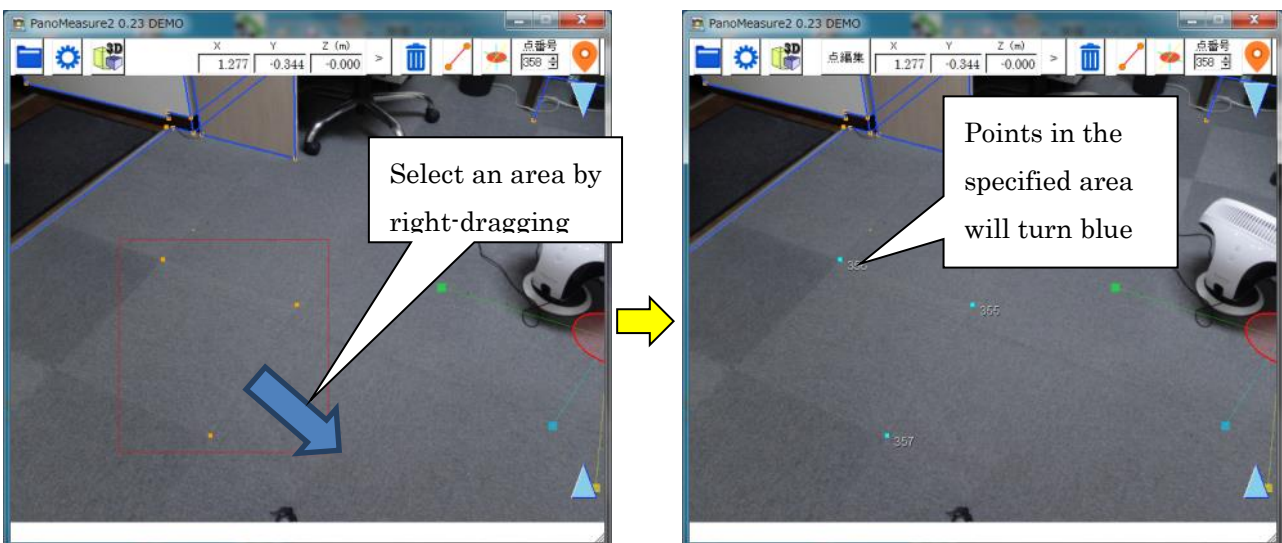 PanoMeasure2 0.23 DEMO
3D
X Y Z (m)
1.277 -0.344 -0.000
>
点番号
358
Select an area by
right-dragging
PanoMeasure2 0.23 DEMO
3D
点編集
X Y Z (m)
1.277 -0.344 -0.000
>
点番号
358
Points in the
specified area
will turn blue
355
357